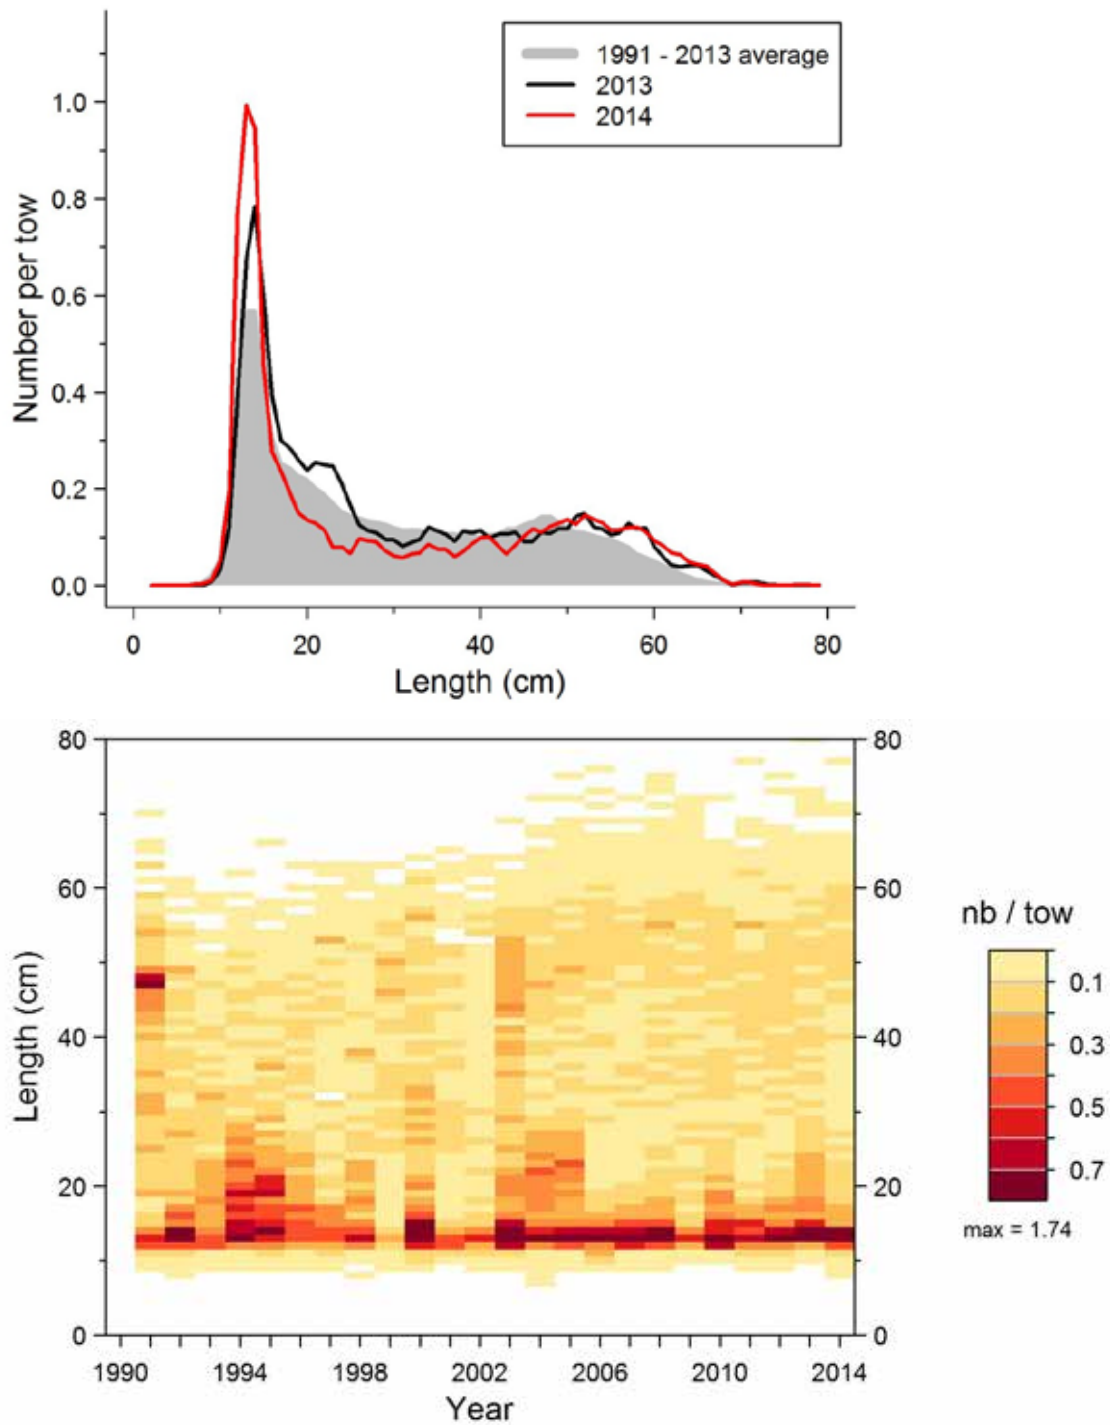 1991 - 2013 average
2013
2014
Number per tow
1.0
0.8
0.6
0.4
0.2
0.0
0 20 40 60 80
Length (cm)
80 80
60 60
40 40
20 20
0 0
Length (cm)
nb / tow
0.1
0.3
0.5
0.7
max = 1.74
1990 1994 1998 2002 2006 2010 2014
Year